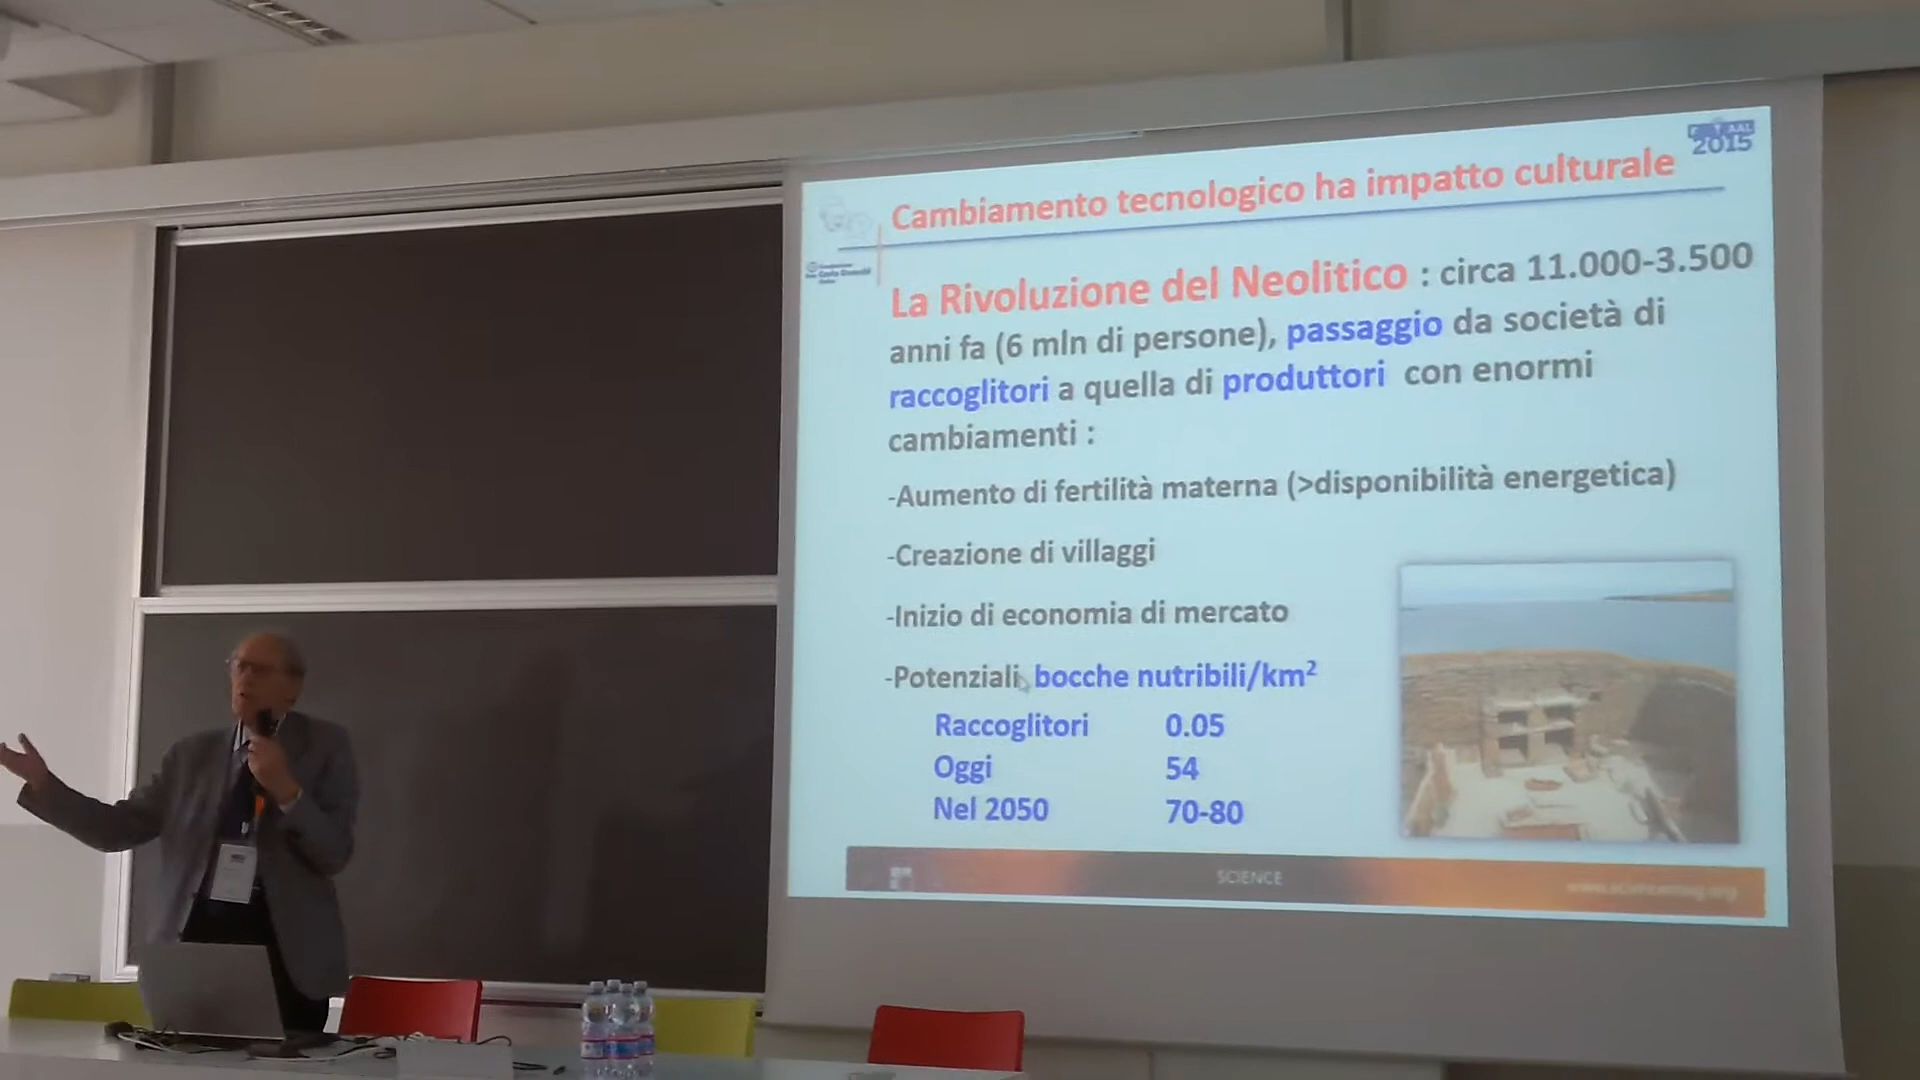 2015
Cambiamento tecnologico ha impatto culturale
La Rivoluzione del Neolitico : circa 11.000-3.500
anni fa (6 mln di persone), passaggio da società di
raccoglitori a quella di produttori con enormi
cambiamenti :
-Aumento di fertilità materna (>disponibilità energetica)
-Creazione di villaggi
-Inizio di economia di mercato
-Potenziali bocche nutribili/km²
Raccoglitori 0.05
Oggi 54
Nel 2050 70-80
SCIENCE
www.sciencemag.org